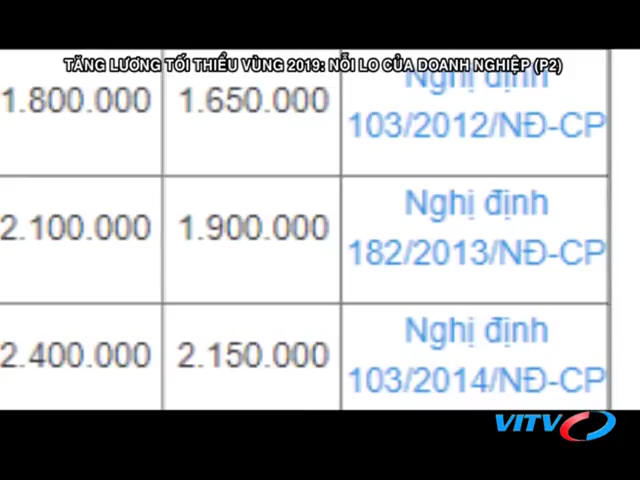 TĂNG LƯƠNG TỐI THIỂU VÙNG 2019: NỖI LO CỦA DOANH NGHIỆP (P2)
1.800.000 1.650.000 Nghị định
103/2012/NĐ-CP
2.100.000 1.900.000 Nghị định
182/2013/NĐ-CP
2.400.000 2.150.000 Nghị định
103/2014/NĐ-CP
VITV